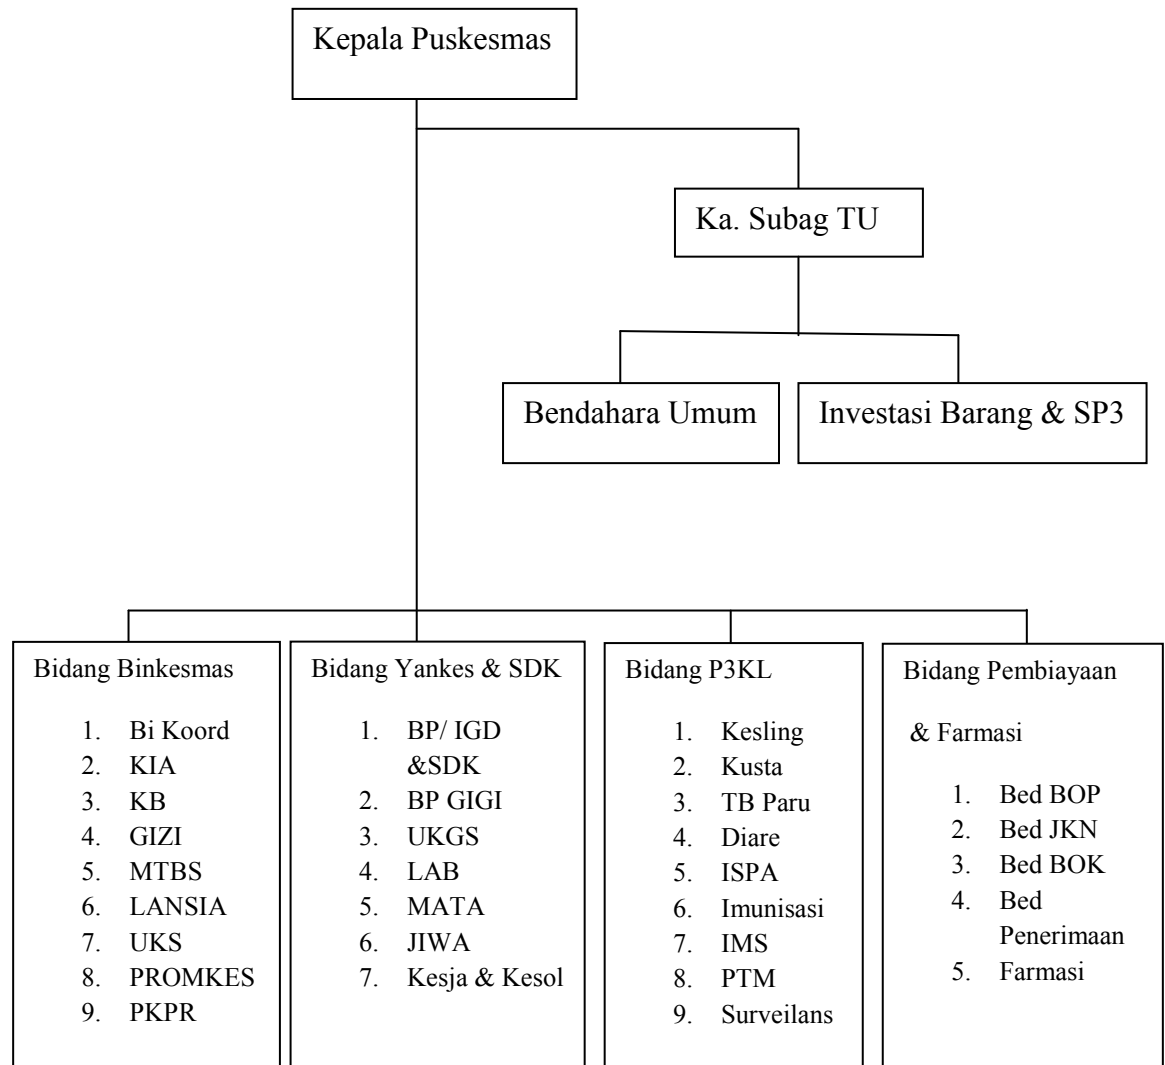 Kepala Puskesmas
Ka. Subag TU
Bendahara Umum
Investasi Barang & SP3
Bidang Binkesmas
1. Bi Koord
2. KIA
3. KB
4. GIZI
5. MTBS
6. LANSIA
7. UKS
8. PROMKES
9. PKPR
Bidang Yankes & SDK
1. BP/ IGD
&SDK
2. BP GIGI
3. UKGS
4. LAB
5. MATA
6. JIWA
7. Kesja & Kesol
Bidang P3KL
1. Kesling
2. Kusta
3. TB Paru
4. Diare
5. ISPA
6. Imunisasi
7. IMS
8. PTM
9. Surveilans
Bidang Pembiayaan
& Farmasi
1. Bed BOP
2. Bed JKN
3. Bed BOK
4. Bed
Penerimaan
5. Farmasi